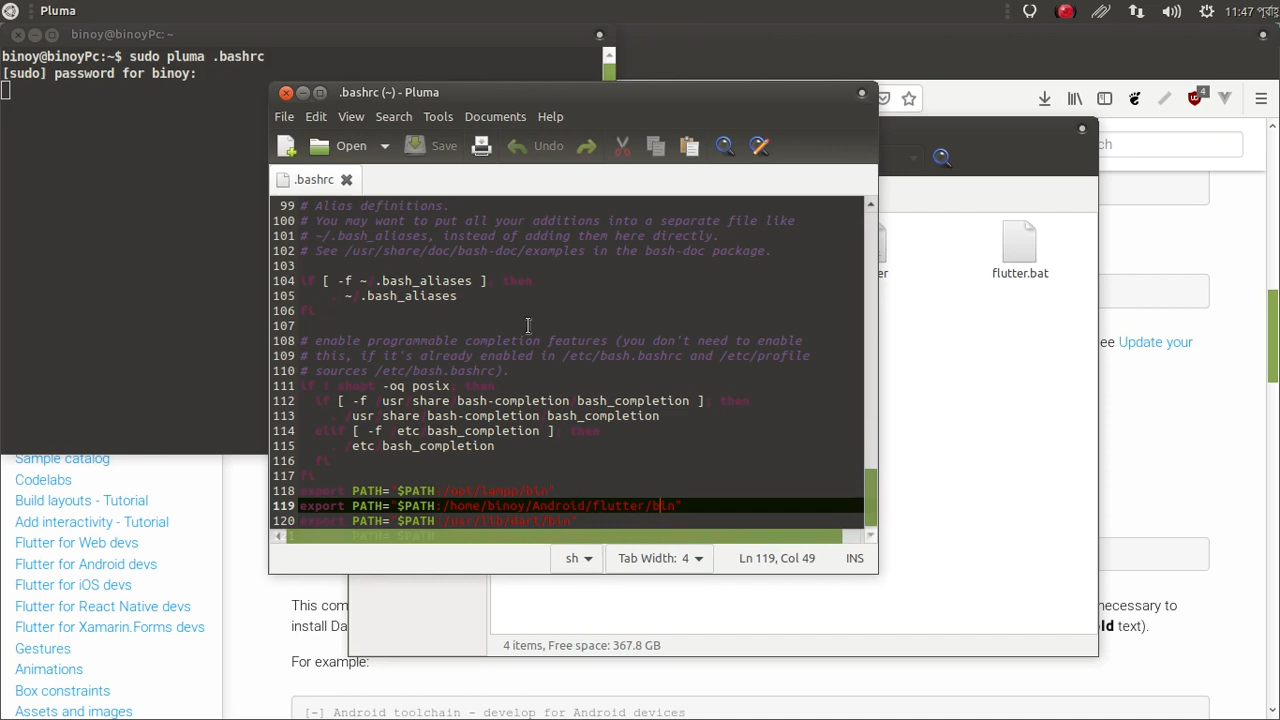 Pluma
11:47
binoy@binoyPc:~
binoy@binoyPc:~$ sudo pluma .bashrc
[sudo] password for binoy:
.bashrc (~) - Pluma
File Edit View Search Tools Documents Help
Open Save Undo
4
.bashrc
99 # Alias definitions.
100 # You may want to put all your additions into a separate file like
101 # ~/.bash_aliases, instead of adding them here directly.
102 # See /usr/share/doc/bash-doc/examples in the bash-doc package.
103
104 if [ -f ~/.bash_aliases ]; then
105 . ~/.bash_aliases
106 fi
107
108 # enable programmable completion features (you don't need to enable
109 # this, if it's already enabled in /etc/bash.bashrc and /etc/profile
110 # sources /etc/bash.bashrc).
111 if ! shopt -oq posix; then
112 if [ -f /usr/share/bash-completion/bash_completion ]; then
113 . /usr/share/bash-completion/bash_completion
114 elif [ -f /etc/bash_completion ]; then
115 . /etc/bash_completion
116 fi
117 fi
118 export PATH="$PATH:/opt/lampp/bin"
119 export PATH="$PATH:/home/binoy/Android/flutter/bin"
120 export PATH="$PATH:/usr/lib/dart/bin"
sh Tab Width: 4 Ln 119, Col 49 INS
rch
er
flutter.bat
ee Update your
4 items, Free space: 367.8 GB
Sample catalog
Codelabs
Build layouts - Tutorial
Add interactivity - Tutorial
Flutter for Web devs
Flutter for Android devs
Flutter for iOS devs
Flutter for React Native devs
Flutter for Xamarin.Forms devs
Gestures
Animations
Box constraints
Assets and images
This com necessary to
install Da ld text).
For example:
[-] Android toolchain - develop for Android devices